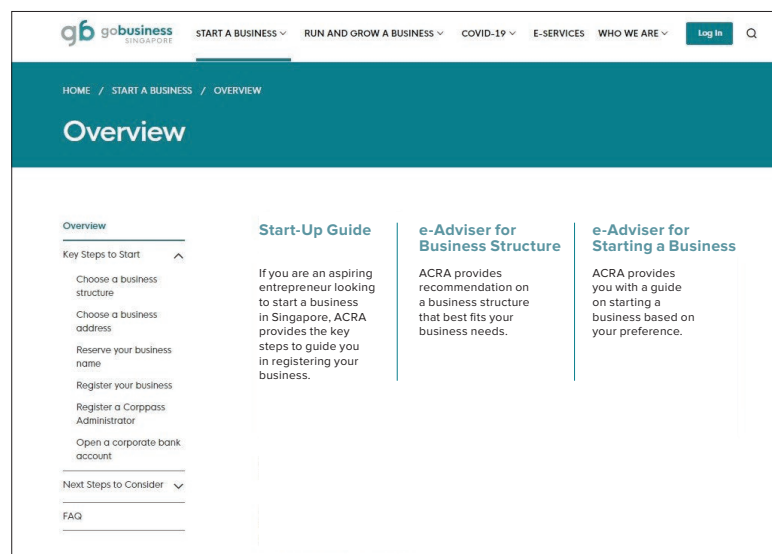 gb gobusiness
SINGAPORE
START A BUSINESS RUN AND GROW A BUSINESS COVID-19 E-SERVICES WHO WE ARE Log In
HOME / START A BUSINESS / OVERVIEW
Overview
Overview
Key Steps to Start
Choose a business
structure
Choose a business
address
Reserve your business
name
Register your business
Register a Corppass
Administrator
Open a corporate bank
account
Next Steps to Consider
FAQ
Start-Up Guide
If you are an aspiring
entrepreneur looking
to start a business
in Singapore, ACRA
provides the key
steps to guide you
in registering your
business.
e-Adviser for
Business Structure
ACRA provides
recommendation on
a business structure
that best fits your
business needs.
e-Adviser for
Starting a Business
ACRA provides
you with a guide
on starting a
business based on
your preference.